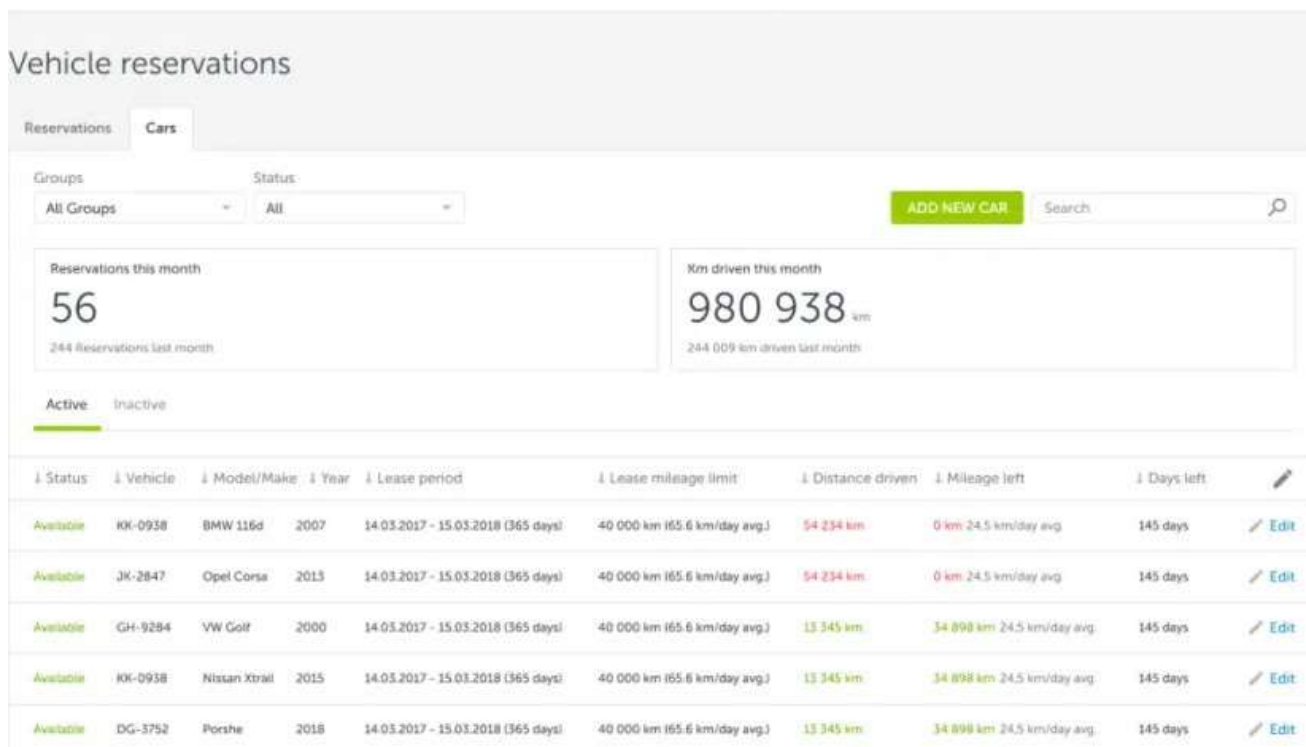 Vehicle reservations
Reservations Cars
Groups Status
All Groups All
ADD NEW CAR Search
Reservations this month Km driven this month
56 980 938 km
244 Reservations last month 244 009 km driven last month
Active Inactive
↓ Status ↓ Vehicle ↓ Model/Make ↓ Year ↓ Lease period ↓ Lease mileage limit ↓ Distance driven ↓ Mileage left ↓ Days left
Available KK-0938 BMW 116d 2007 14.03.2017 - 15.03.2018 (365 days) 40 000 km (65.6 km/day avg.) 54 234 km 0 km 24.5 km/day avg. 145 days Edit
Available JK-2847 Opel Corsa 2013 14.03.2017 - 15.03.2018 (365 days) 40 000 km (65.6 km/day avg.) 54 234 km 0 km 24.5 km/day avg. 145 days Edit
Available GH-9284 VW Golf 2000 14.03.2017 - 15.03.2018 (365 days) 40 000 km (65.6 km/day avg.) 13 345 km 34 898 km 24.5 km/day avg. 145 days Edit
Available KK-0938 Nissan Xtrail 2015 14.03.2017 - 15.03.2018 (365 days) 40 000 km (65.6 km/day avg.) 13 345 km 34 898 km 24.5 km/day avg. 145 days Edit
Available DG-3752 Porshe 2018 14.03.2017 - 15.03.2018 (365 days) 40 000 km (65.6 km/day avg.) 13 345 km 34 898 km 24.5 km/day avg. 145 days Edit